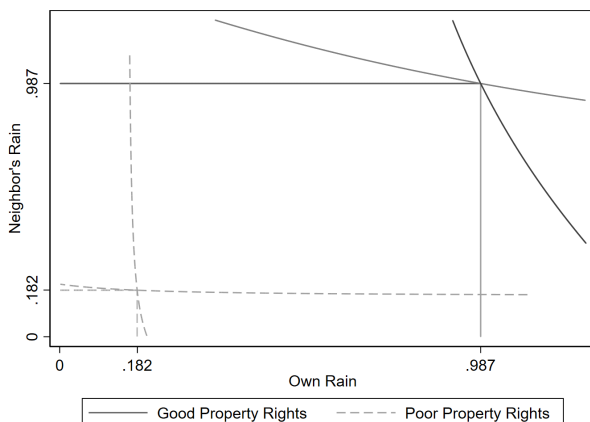 Neighbor's Rain
.987
.182
0
0
.182
.987
Own Rain
Good Property Rights
Poor Property Rights